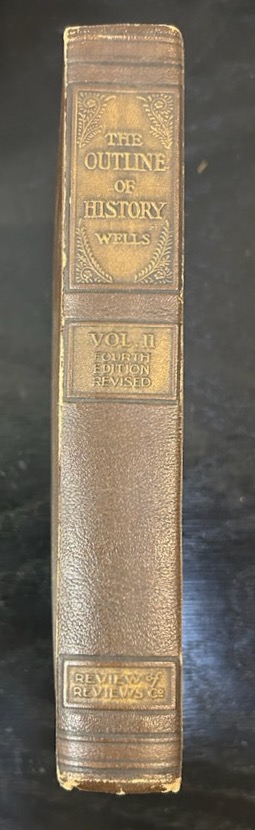 THE
OUTLINE
OF
HISTORY
WELLS
VOL. II
FOURTH
EDITION
REVISED
REVIEW of
REVIEWS Co